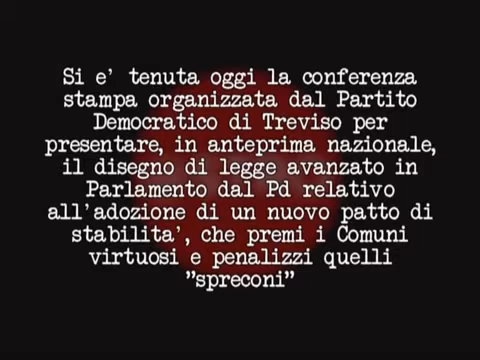 Si e' tenuta oggi la conferenza
stampa organizzata dal Partito
Democratico di Treviso per
presentare, in anteprima nazionale,
il disegno di legge avanzato in
Parlamento dal Pd relativo
all'adozione di un nuovo patto di
stabilita', che premi i Comuni
virtuosi e penalizzi quelli
"spreconi"